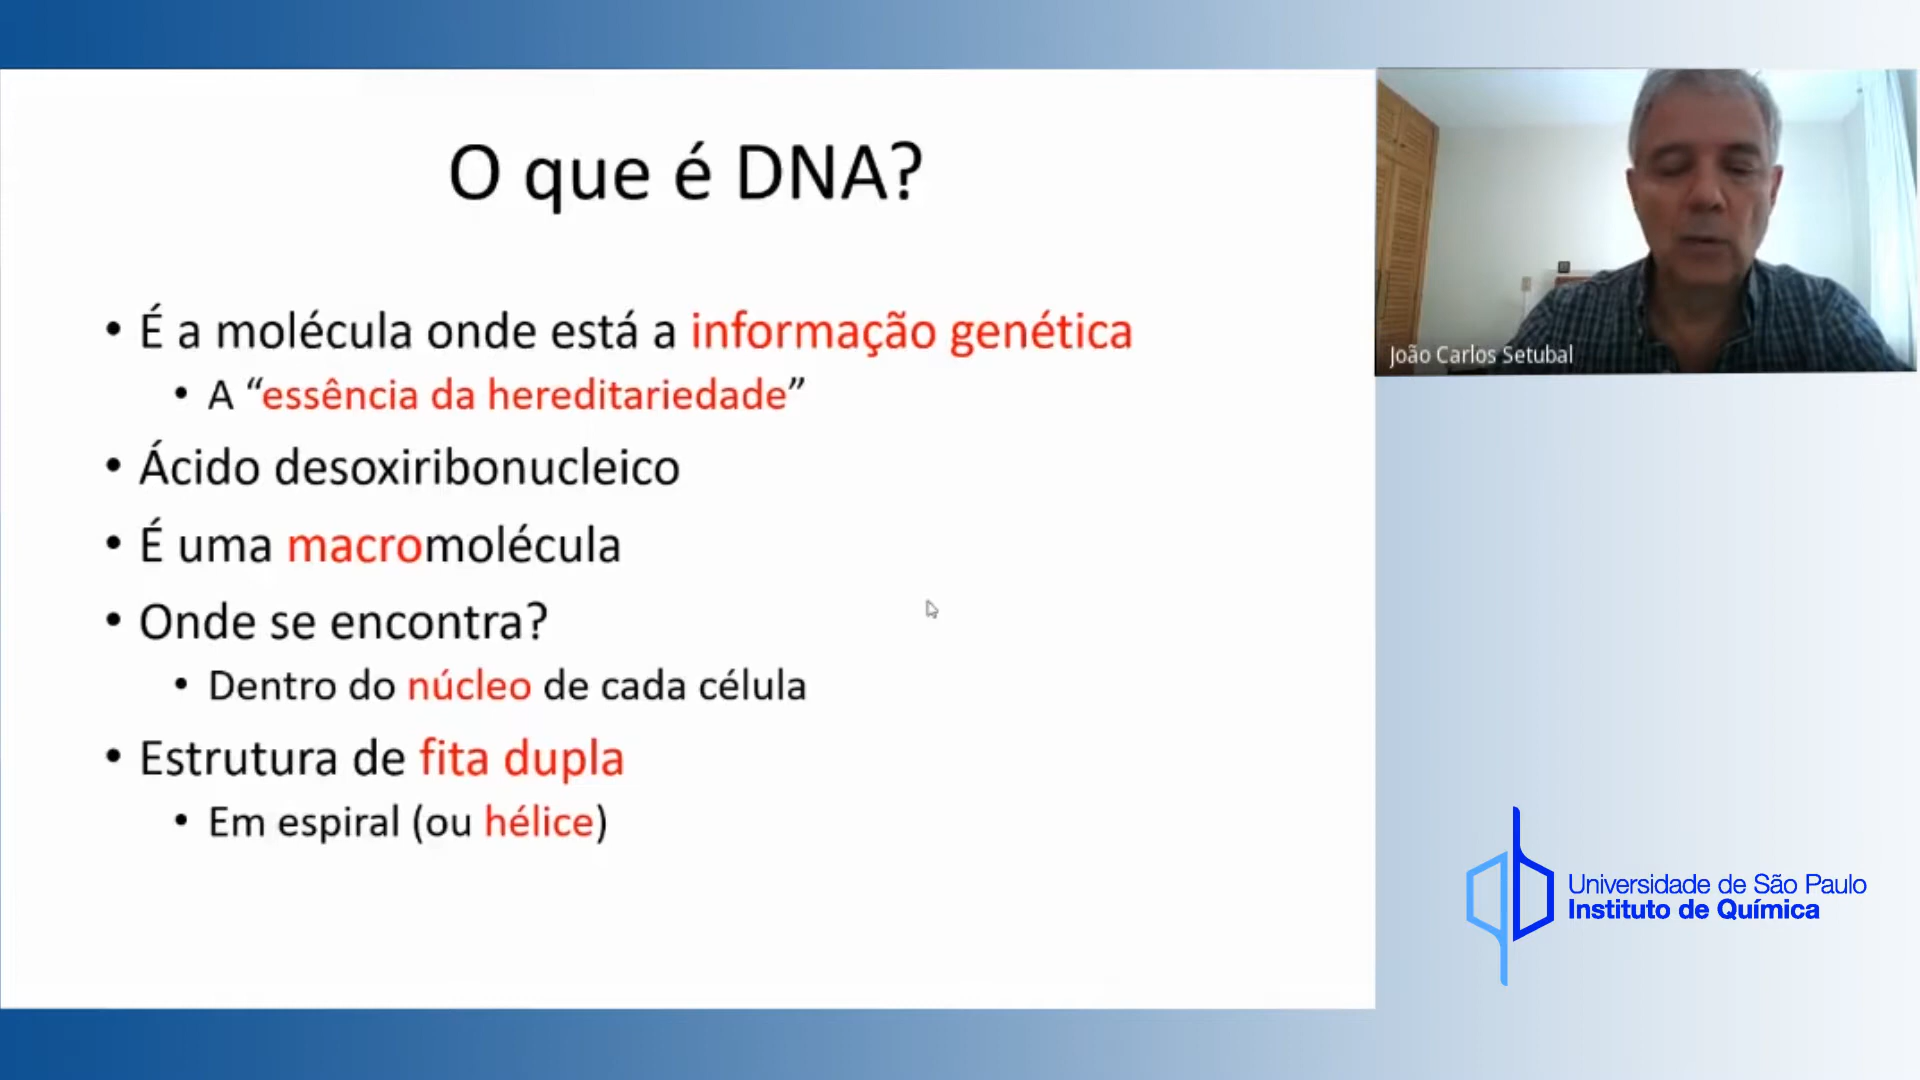 O que é DNA?
• É a molécula onde está a informação genética
• A “essência da hereditariedade”
• Ácido desoxiribonucleico
• É uma macromolécula
• Onde se encontra?
• Dentro do núcleo de cada célula
• Estrutura de fita dupla
• Em espiral (ou hélice)
João Carlos Setubal
Universidade de São Paulo
Instituto de Química